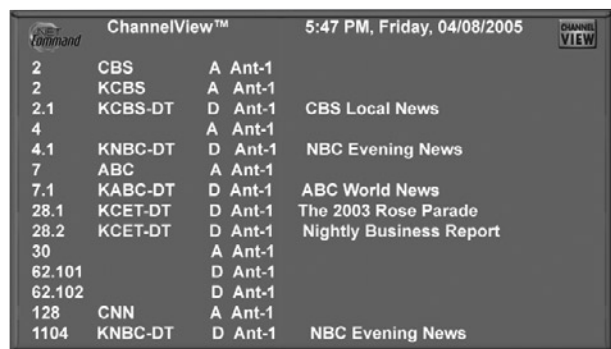 NET Command ChannelView™ 5:47 PM, Friday, 04/08/2005 CHANNEL VIEW
2 CBS A Ant-1
2 KCBS A Ant-1
2.1 KCBS-DT D Ant-1 CBS Local News
4 A Ant-1
4.1 KNBC-DT D Ant-1 NBC Evening News
7 ABC A Ant-1
7.1 KABC-DT D Ant-1 ABC World News
28.1 KCET-DT D Ant-1 The 2003 Rose Parade
28.2 KCET-DT D Ant-1 Nightly Business Report
30 A Ant-1
62.101 D Ant-1
62.102 D Ant-1
128 CNN A Ant-1
1104 KNBC-DT D Ant-1 NBC Evening News